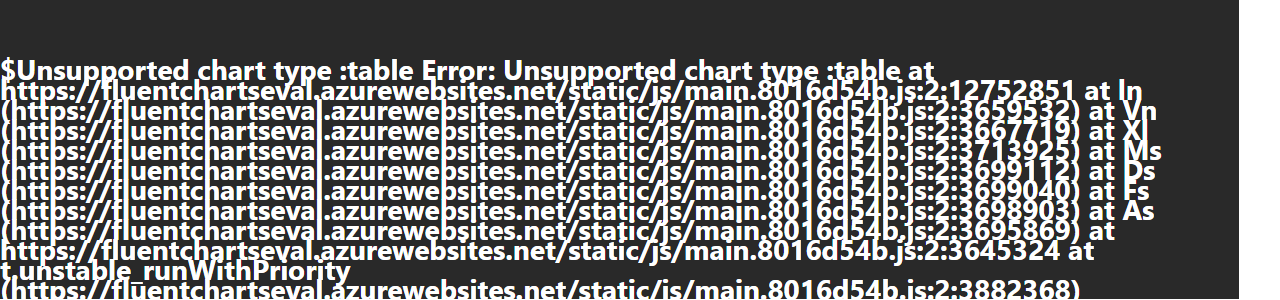 $Unsupported chart type :table Error: Unsupported chart type :table at
https://fluentchartseval.azurewebsites.net/static/js/main.8016d54b.js:2:12752851 at In
(https://fluentchartseval.azurewebsites.net/static/js/main.8016d54b.js:2:3659532) at Vn
(https://fluentchartseval.azurewebsites.net/static/js/main.8016d54b.js:2:3667719) at Xl
(https://fluentchartseval.azurewebsites.net/static/js/main.8016d54b.js:2:3713925) at Ms
(https://fluentchartseval.azurewebsites.net/static/js/main.8016d54b.js:2:3699112) at Ds
(https://fluentchartseval.azurewebsites.net/static/js/main.8016d54b.js:2:3699040) at Fs
(https://fluentchartseval.azurewebsites.net/static/js/main.8016d54b.js:2:3698903) at As
(https://fluentchartseval.azurewebsites.net/static/js/main.8016d54b.js:2:3695869) at
https://fluentchartseval.azurewebsites.net/static/js/main.8016d54b.js:2:3645324 at
t.unstable_runWithPriority
(https://fluentchartseval.azurewebsites.net/static/js/main.8016d54b.js:2:3882368)